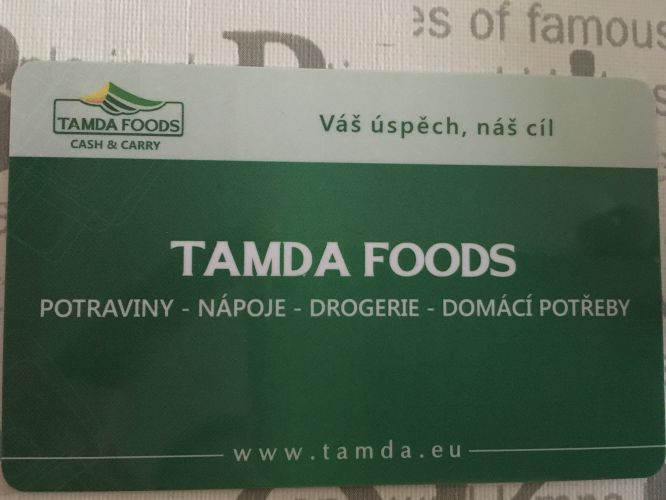 es of famous
TAMDA FOODS
CASH & CARRY
Váš úspěch, náš cíl
TAMDA FOODS
POTRAVINY - NÁPOJE - DROGERIE - DOMÁCÍ POTŘEBY
www.tamda.eu